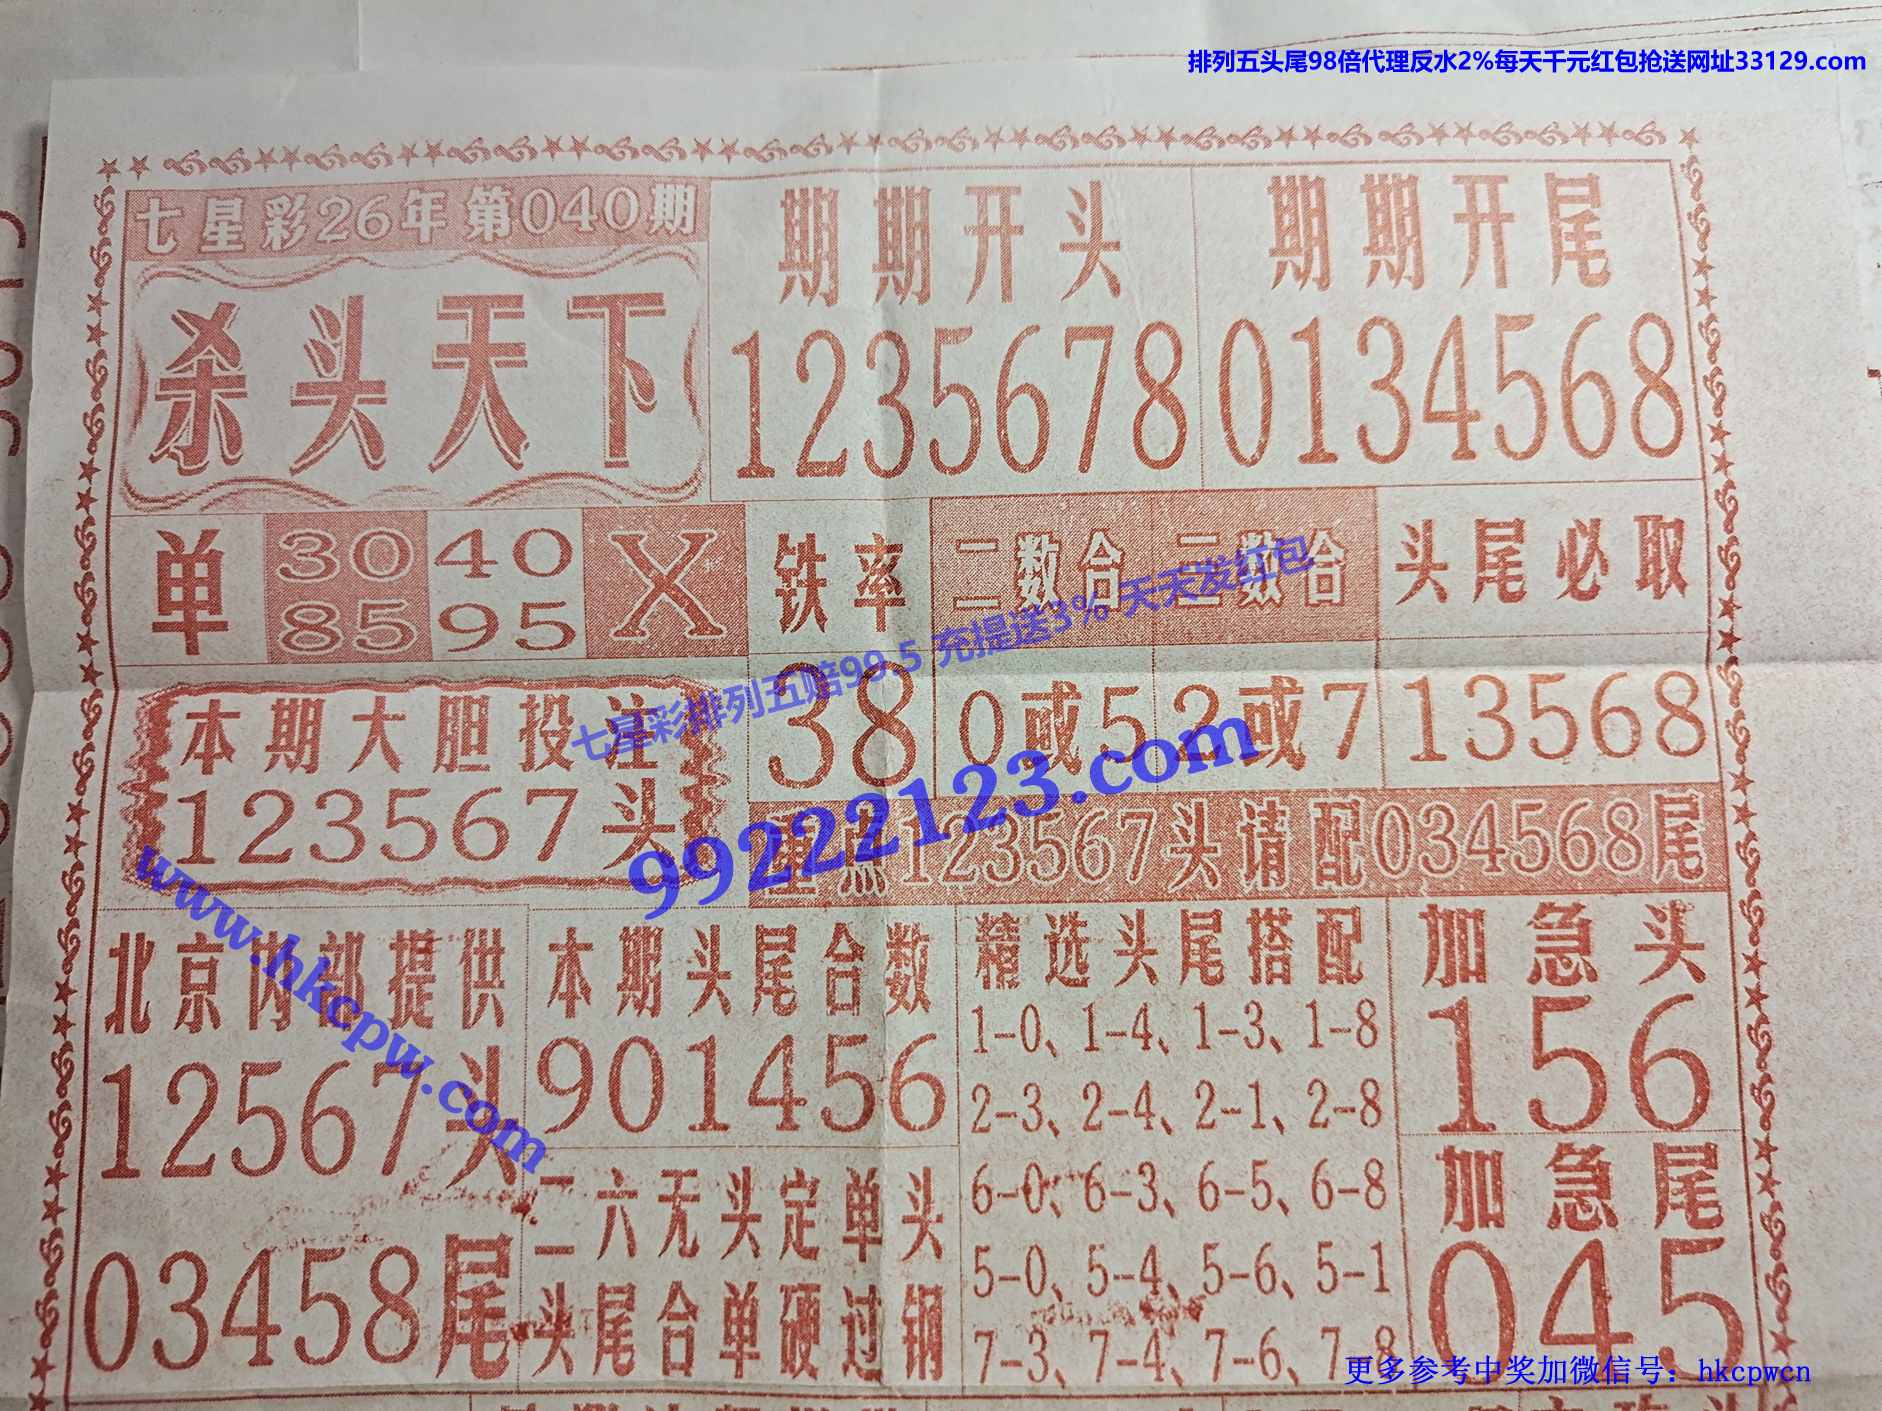 排列五头尾98倍代理反水2%每天千元红包抢送网址33129.com
七星彩26年第040期
杀头天下
期期开头
1235678
期期开尾
0134568
单
3040
8595
X
铁率
38
二数合
0或5
二数合
2或7
头尾必取
13568
七星彩排列五赔99.5 充提送3% 天天发红包
本期大胆投注
123567头
99222123.com
重点123567头请配034568尾
www.hkcpw.com
北京内部提供
12567头
03458尾
本期头尾合数
901456
二六无头定单头
头尾合单硬过钢
精选头尾搭配
1-0、1-4、1-3、1-8
2-3、2-4、2-1、2-8
6-0、6-3、6-5、6-8
5-0、5-4、5-6、5-1
7-3、7-4、7-6、7-8
加急头
156
加急尾
045
更多参考中奖加微信号：hkcpwcn